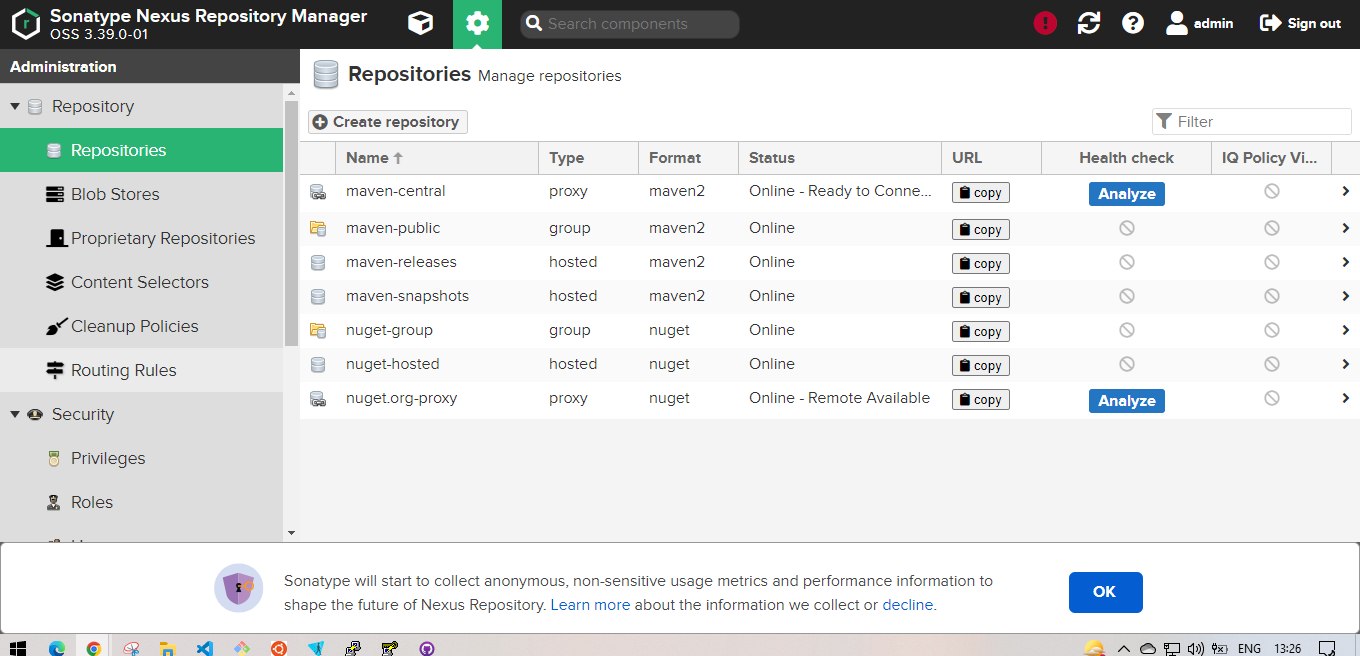 Sonatype Nexus Repository Manager
OSS 3.39.0-01
Search components
admin
Sign out
Administration
Repository
Repositories
Blob Stores
Proprietary Repositories
Content Selectors
Cleanup Policies
Routing Rules
Security
Privileges
Roles
Repositories Manage repositories
Create repository
Filter
Name Type Format Status URL Health check IQ Policy Vi...
maven-central proxy maven2 Online - Ready to Conne... copy Analyze
maven-public group maven2 Online copy
maven-releases hosted maven2 Online copy
maven-snapshots hosted maven2 Online copy
nuget-group group nuget Online copy
nuget-hosted hosted nuget Online copy
nuget.org-proxy proxy nuget Online - Remote Available copy Analyze
Sonatype will start to collect anonymous, non-sensitive usage metrics and performance information to
shape the future of Nexus Repository. Learn more about the information we collect or decline.
OK
ENG 13:26